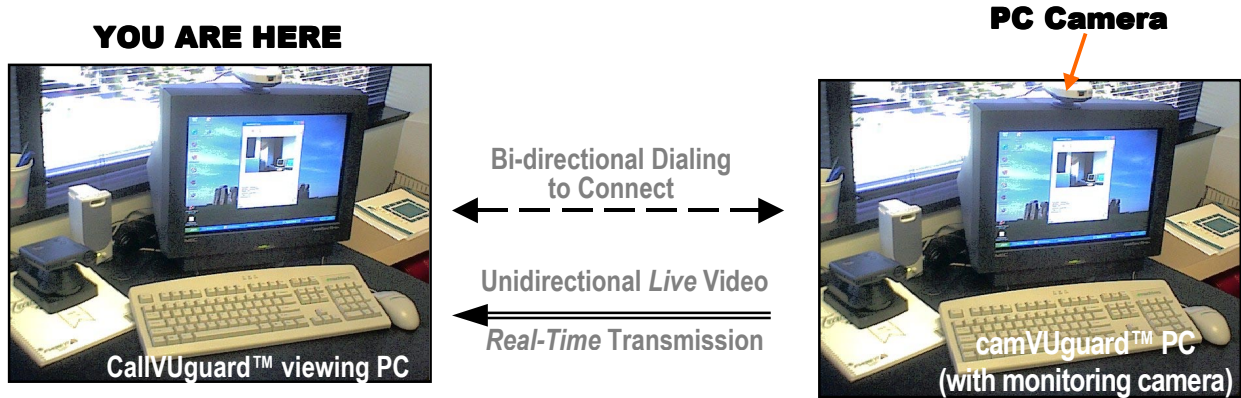 YOU ARE HERE
PC Camera
Bi-directional Dialing
to Connect
Unidirectional Live Video
Real-Time Transmission
CallVUguard™ viewing PC
camVUguard™ PC
(with monitoring camera)